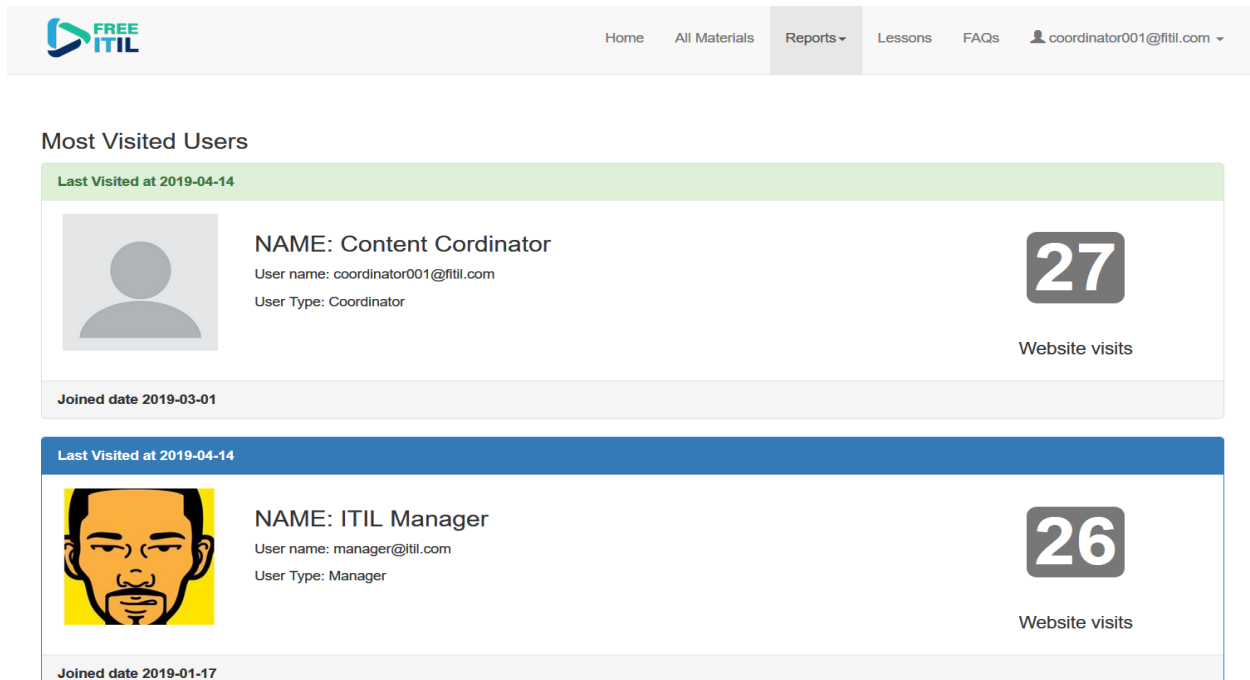 FREE
ITIL
Home All Materials Reports Lessons FAQs coordinator001@fitil.com
Most Visited Users
Last Visited at 2019-04-14
NAME: Content Cordinator
User name: coordinator001@fitil.com
User Type: Coordinator
27
Website visits
Joined date 2019-03-01
Last Visited at 2019-04-14
NAME: ITIL Manager
User name: manager@itil.com
User Type: Manager
26
Website visits
Joined date 2019-01-17